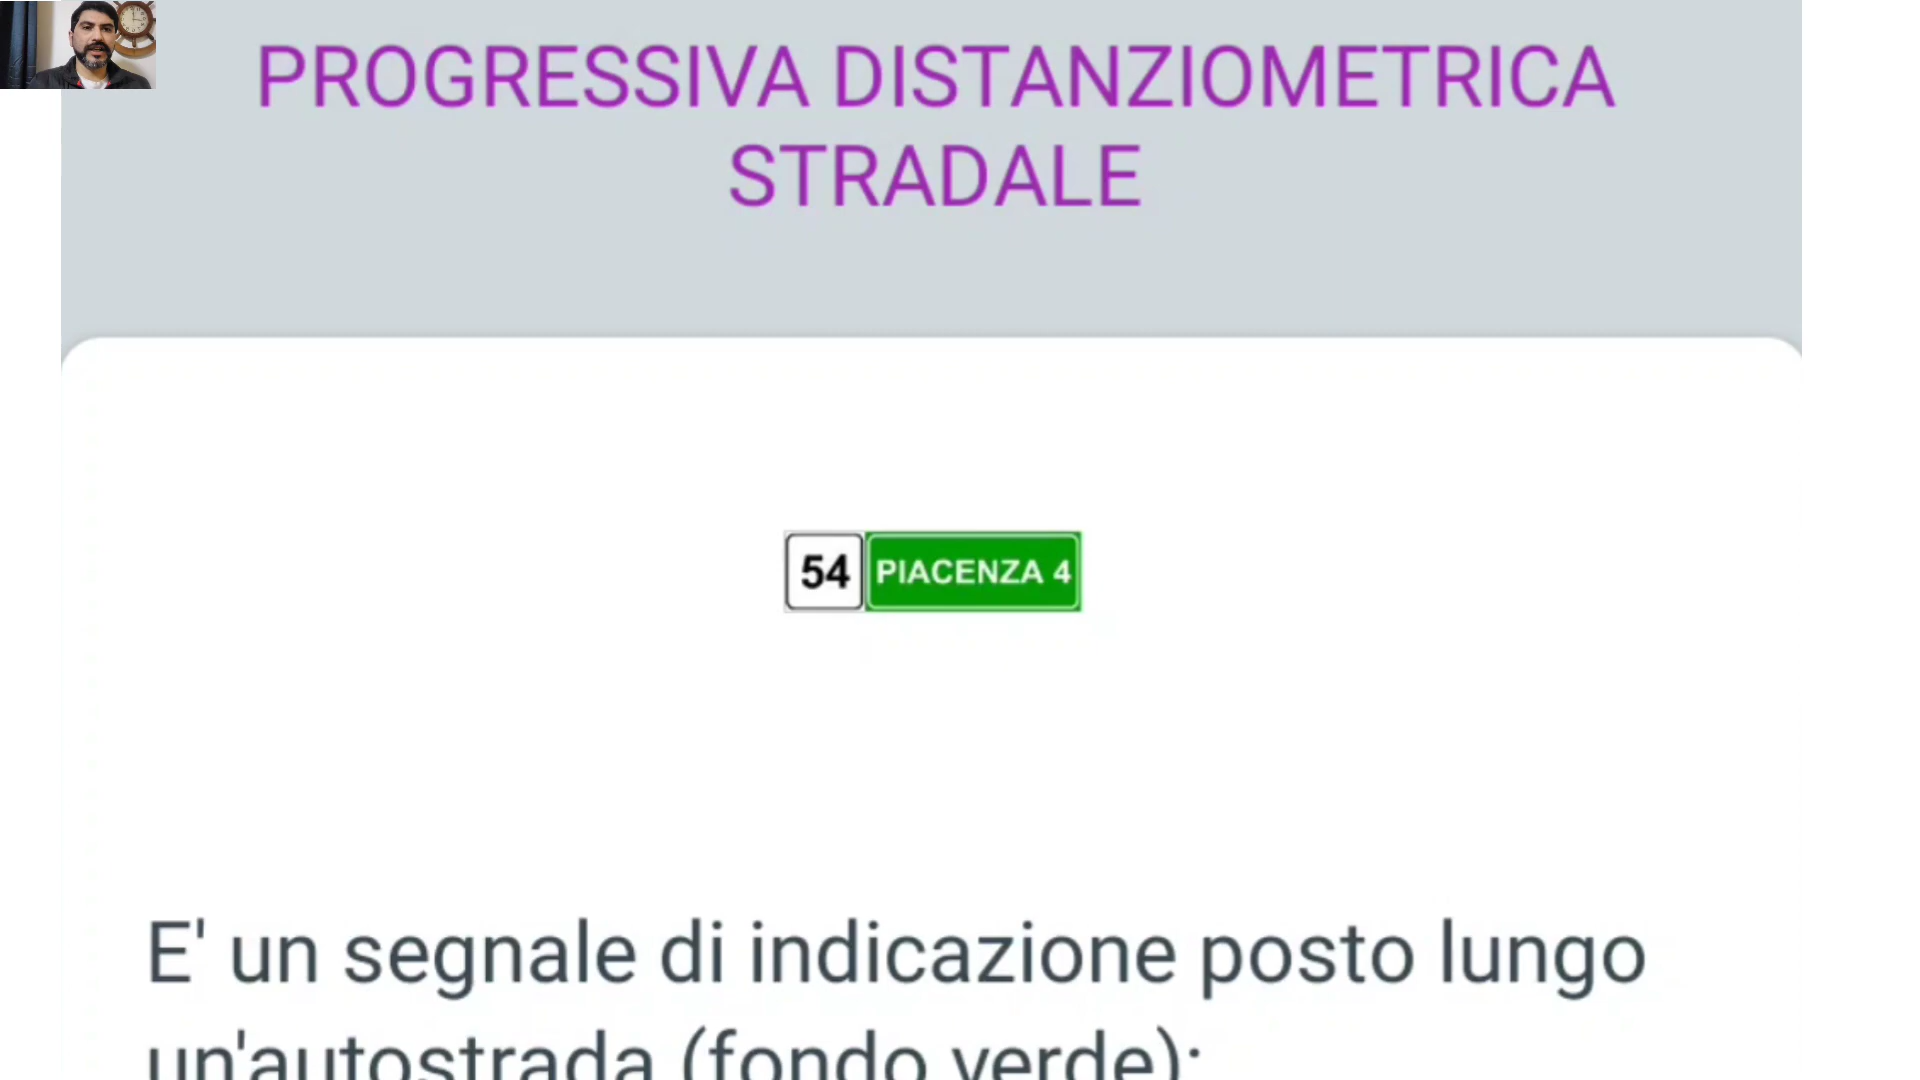 PROGRESSIVA DISTANZIOMETRICA
STRADALE
54 PIACENZA 4
E' un segnale di indicazione posto lungo
un'autostrada (fondo verde):